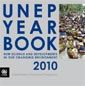 UNEP
YEAR
BOOK
NEW SCIENCE AND DEVELOPMENTS
IN OUR CHANGING ENVIRONMENT
2010